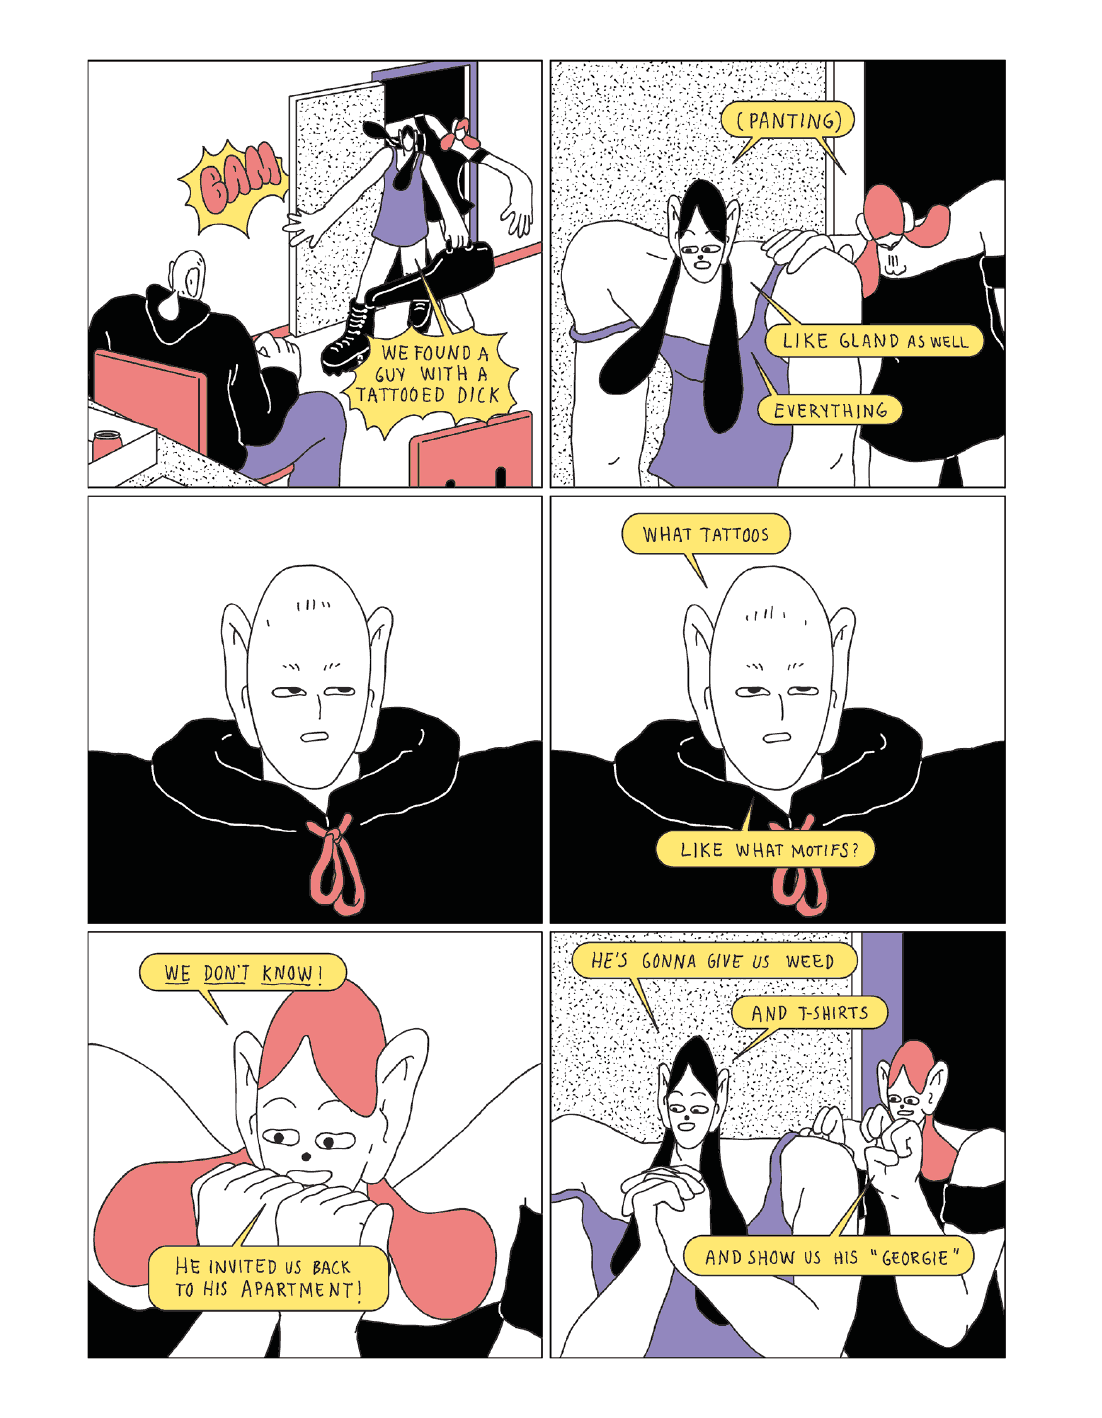 BAM
WE FOUND A
GUY WITH A
TATTOOED DICK
(PANTING)
LIKE GLAND AS WELL
EVERYTHING
WHAT TATTOOS
LIKE WHAT MOTIFS?
WE DON'T KNOW!
HE INVITED US BACK
TO HIS APARTMENT!
HE'S GONNA GIVE US WEED
AND T-SHIRTS
AND SHOW US HIS "GEORGIE"